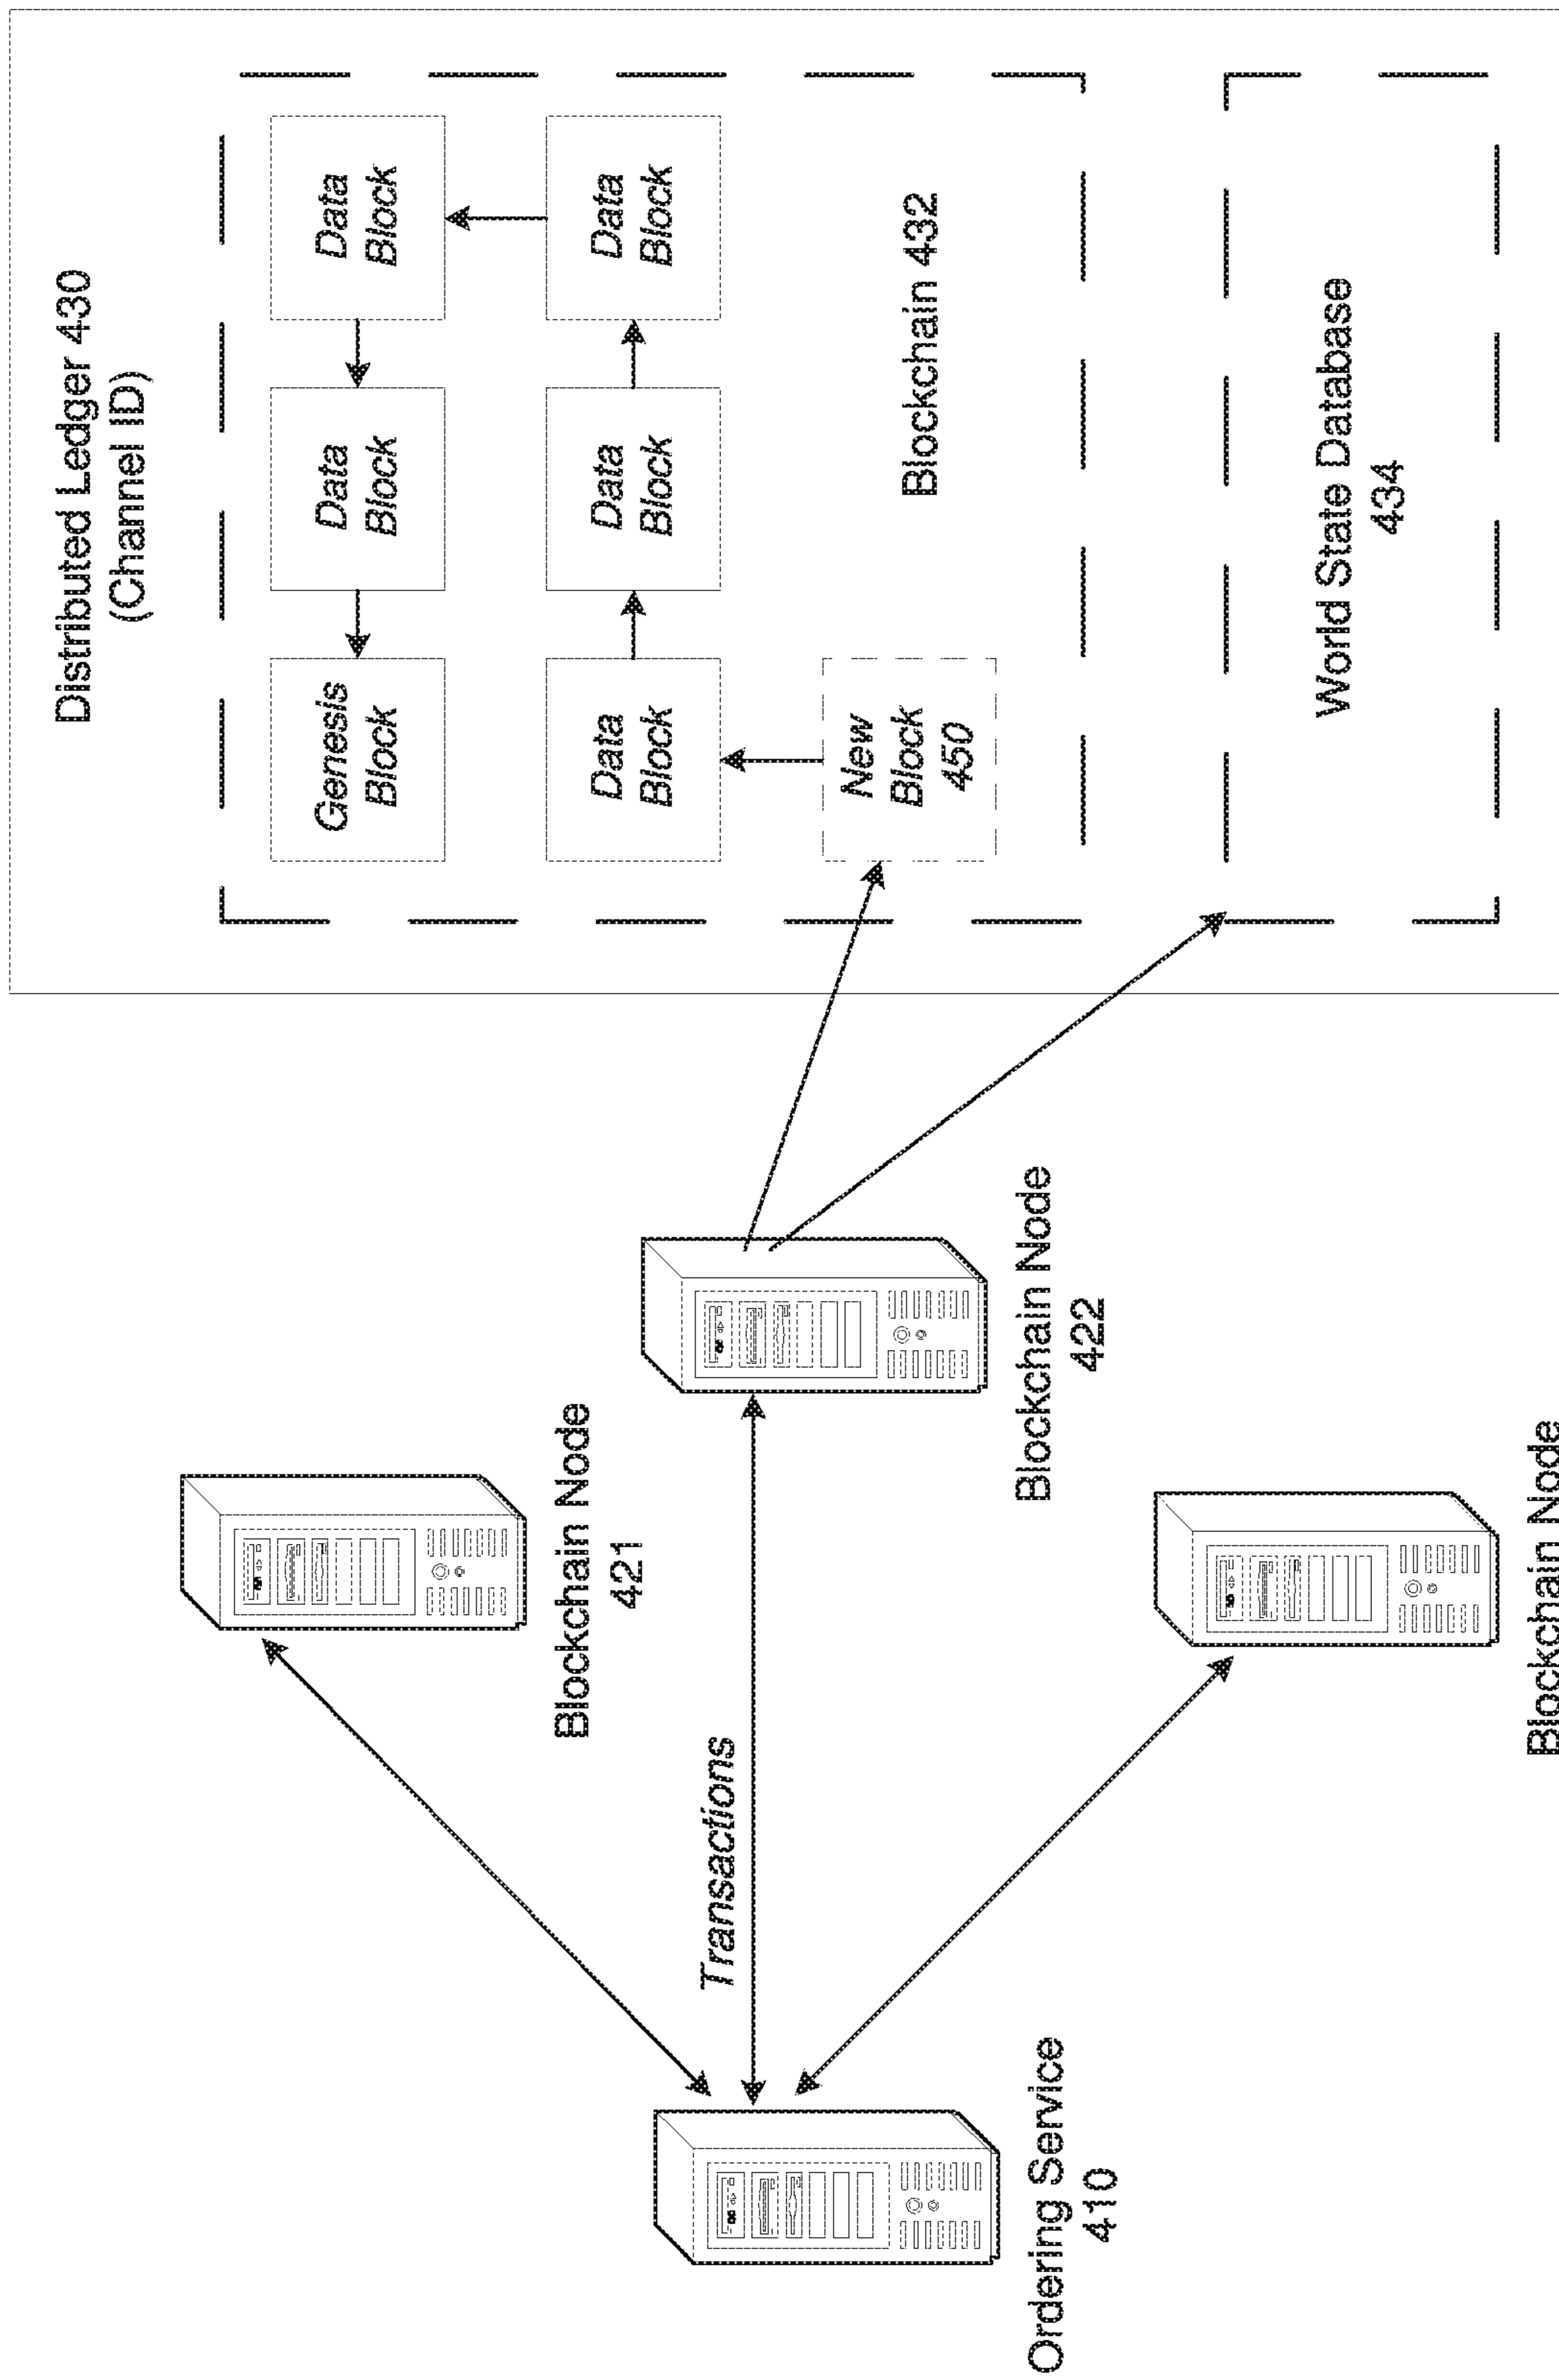 Distributed Ledger 430
(Channel ID)
Genesis
Block
Data
Block
Data
Block
Data
Block
Data
Block
Data
Block
New
Block
450
Blockchain 432
World State Database
434
Blockchain Node
421
Transactions
Blockchain Node
422
Ordering Service
410
Blockchain Node